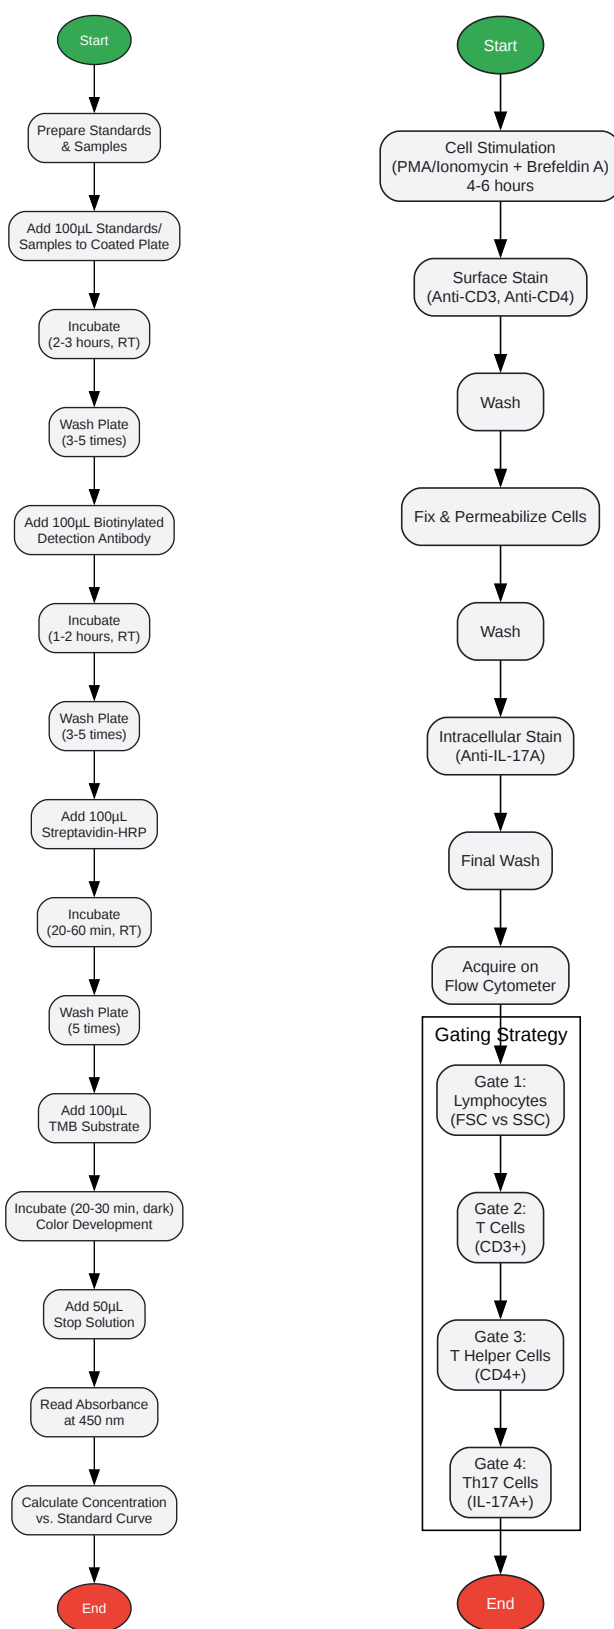 Start
Prepare Standards
& Samples
Add 100µL Standards/
Samples to Coated Plate
Incubate
(2-3 hours, RT)
Wash Plate
(3-5 times)
Add 100µL Biotinylated
Detection Antibody
Incubate
(1-2 hours, RT)
Wash Plate
(3-5 times)
Add 100µL
Streptavidin-HRP
Incubate
(20-60 min, RT)
Wash Plate
(5 times)
Add 100µL
TMB Substrate
Incubate (20-30 min, dark)
Color Development
Add 50µL
Stop Solution
Read Absorbance
at 450 nm
Calculate Concentration
vs. Standard Curve
End
Start
Cell Stimulation
(PMA/Ionomycin + Brefeldin A)
4-6 hours
Surface Stain
(Anti-CD3, Anti-CD4)
Wash
Fix & Permeabilize Cells
Wash
Intracellular Stain
(Anti-IL-17A)
Final Wash
Acquire on
Flow Cytometer
Gating Strategy
Gate 1:
Lymphocytes
(FSC vs SSC)
Gate 2:
T Cells
(CD3+)
Gate 3:
T Helper Cells
(CD4+)
Gate 4:
Th17 Cells
(IL-17A+)
End